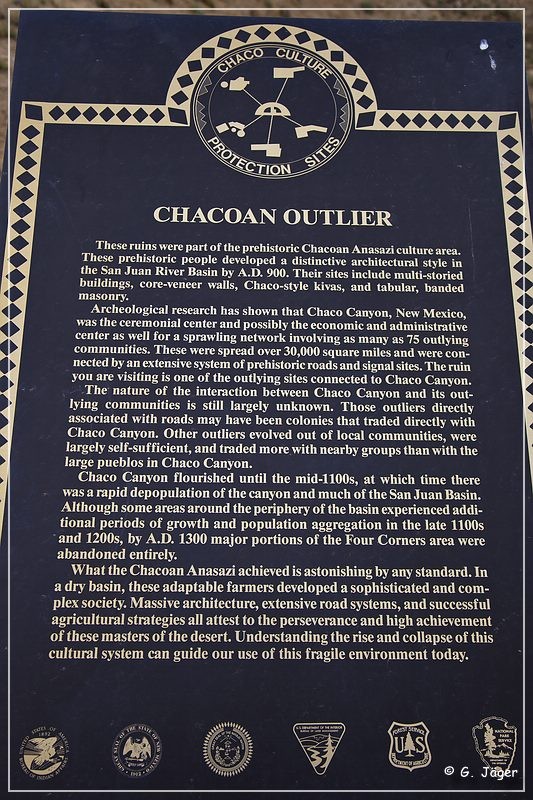 CHACO CULTURE
PROTECTION SITES
CHACOAN OUTLIER
These ruins were part of the prehistoric Chacoan Anasazi culture area.
These prehistoric people developed a distinctive architectural style in
the San Juan River Basin by A.D. 900. Their sites include multi-storied
buildings, core-veneer walls, Chaco-style kivas, and tabular, banded
masonry.
Archeological research has shown that Chaco Canyon, New Mexico,
was the ceremonial center and possibly the economic and administrative
center as well for a sprawling network involving as many as 75 outlying
communities. These were spread over 30,000 square miles and were con-
nected by an extensive system of prehistoric roads and signal sites. The ruin
you are visiting is one of the outlying sites connected to Chaco Canyon.
The nature of the interaction between Chaco Canyon and its out-
lying communities is still largely unknown. Those outliers directly
associated with roads may have been colonies that traded directly with
Chaco Canyon. Other outliers evolved out of local communities, were
largely self-sufficient, and traded more with nearby groups than with the
large pueblos in Chaco Canyon.
Chaco Canyon flourished until the mid-1100s, at which time there
was a rapid depopulation of the canyon and much of the San Juan Basin.
Although some areas around the periphery of the basin experienced addi-
tional periods of growth and population aggregation in the late 1100s
and 1200s, by A.D. 1300 major portions of the Four Corners area were
abandoned entirely.
What the Chacoan Anasazi achieved is astonishing by any standard. In
a dry basin, these adaptable farmers developed a sophisticated and com-
plex society. Massive architecture, extensive road systems, and successful
agricultural strategies all attest to the perseverance and high achievement
of these masters of the desert. Understanding the rise and collapse of this
cultural system can guide our use of this fragile environment today.
FOREST SERVICE
U S
DEPARTMENT OF AGRICULTURE
NATIONAL
PARK
SERVICE
© G. Jager